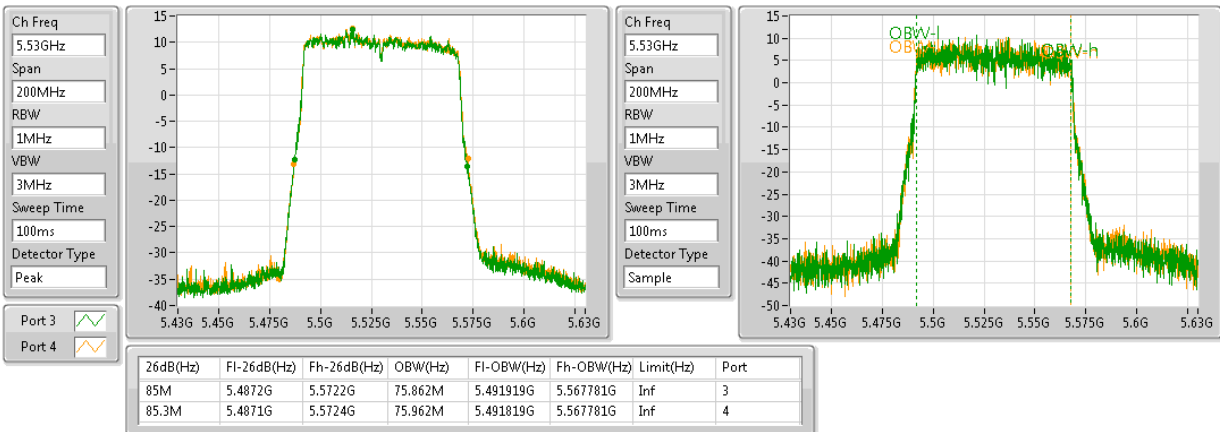 Ch Freq
5.53GHz
Span
200MHz
RBW
1MHz
VBW
3MHz
Sweep Time
100ms
Detector Type
Peak
Port 3
Port 4
15
10
5
0
-5
-10
-15
-20
-25
-30
-35
-40
5.43G 5.45G 5.475G 5.5G 5.525G 5.55G 5.575G 5.6G 5.63G
Ch Freq
5.53GHz
Span
200MHz
RBW
1MHz
VBW
3MHz
Sweep Time
100ms
Detector Type
Sample
15
10
5
0
-5
-10
-15
-20
-25
-30
-35
-40
-45
-50
OBW-l
OBW-h
5.43G 5.45G 5.475G 5.5G 5.525G 5.55G 5.575G 5.6G 5.63G
26dB(Hz) Fl-26dB(Hz) Fh-26dB(Hz) OBW(Hz) Fl-OBW(Hz) Fh-OBW(Hz) Limit(Hz) Port
85M 5.4872G 5.5722G 75.862M 5.491919G 5.567781G Inf 3
85.3M 5.4871G 5.5724G 75.962M 5.491819G 5.567781G Inf 4